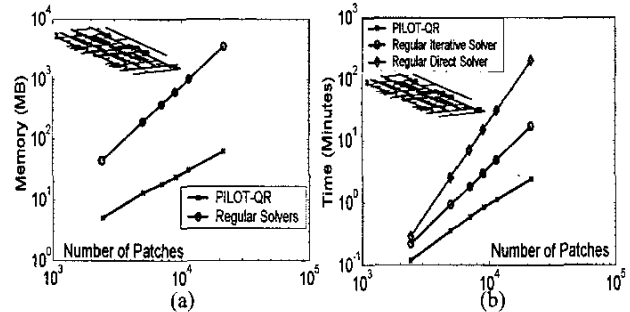 10^4
10^3
10^2
10^1
10^0
Memory (MB)
PILOT-QR
Regular Solvers
Number of Patches
10^3
10^4
10^5
(a)
10^3
10^2
10^1
10^0
10^-1
Time (Minutes)
PILOT-QR
Regular Iterative Solver
Regular Direct Solver
Number of Patches
10^3
10^4
10^5
(b)